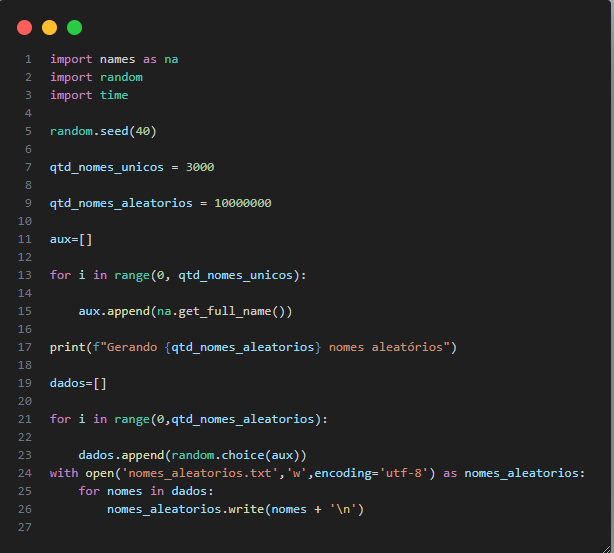 1 import names as na
2 import random
3 import time
4
5 random.seed(40)
6
7 qtd_nomes_unicos = 3000
8
9 qtd_nomes_aleatorios = 10000000
10
11 aux=[]
12
13 for i in range(0, qtd_nomes_unicos):
14
15     aux.append(na.get_full_name())
16
17 print(f"Gerando {qtd_nomes_aleatorios} nomes aleatórios")
18
19 dados=[]
20
21 for i in range(0,qtd_nomes_aleatorios):
22
23     dados.append(random.choice(aux))
24 with open('nomes_aleatorios.txt','w',encoding='utf-8') as nomes_aleatorios:
25     for nomes in dados:
26         nomes_aleatorios.write(nomes + '\n')
27